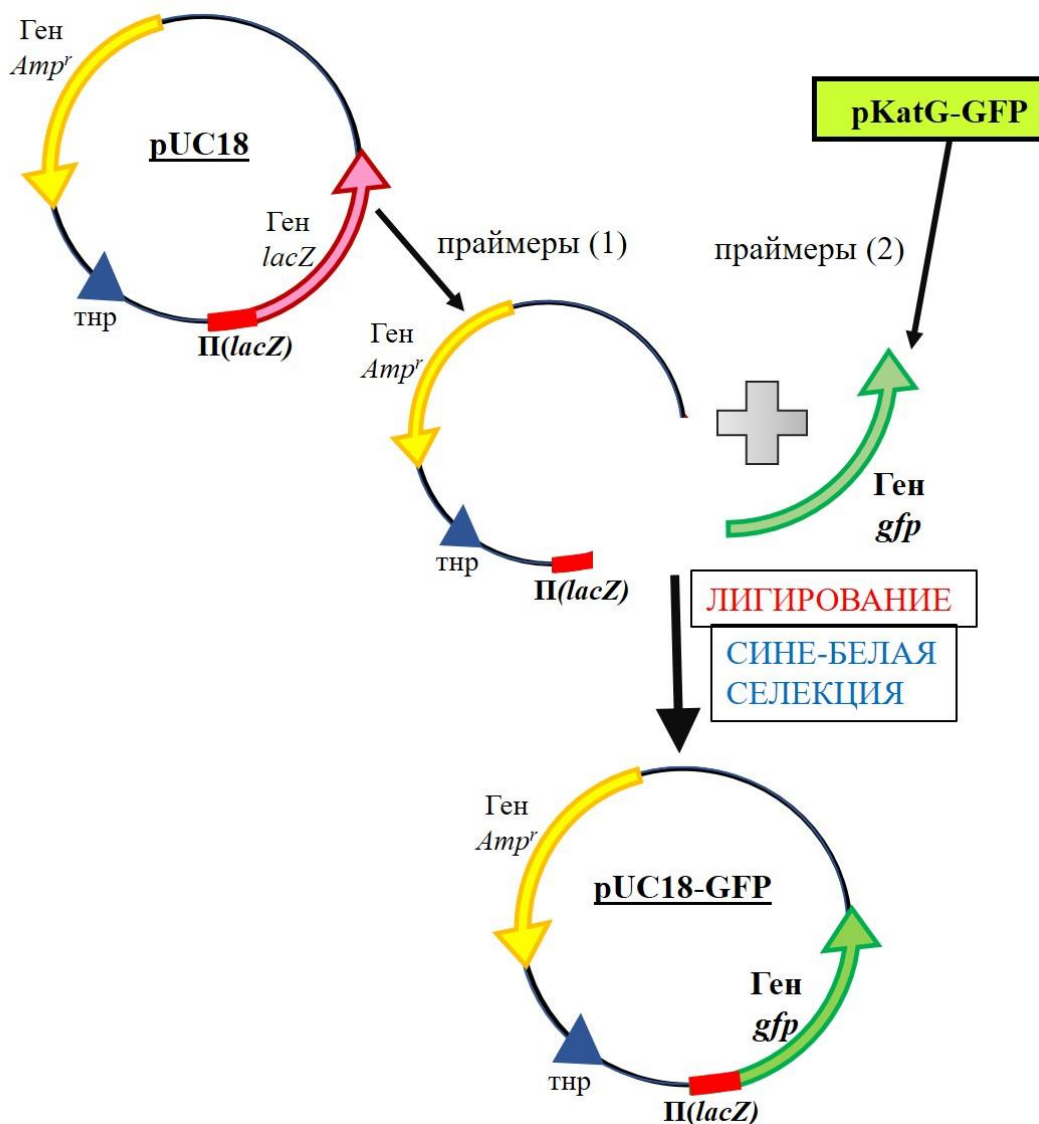 Ген
Ampʳ
pUC18
Ген
lacZ
тнр
П(lacZ)
pKatG-GFP
праймеры (1)
праймеры (2)
Ген
Ampʳ
тнр
П(lacZ)
Ген
gfp
ЛИГИРОВАНИЕ
СИНЕ-БЕЛАЯ
СЕЛЕКЦИЯ
Ген
Ampʳ
pUC18-GFP
Ген
gfp
тнр
П(lacZ)